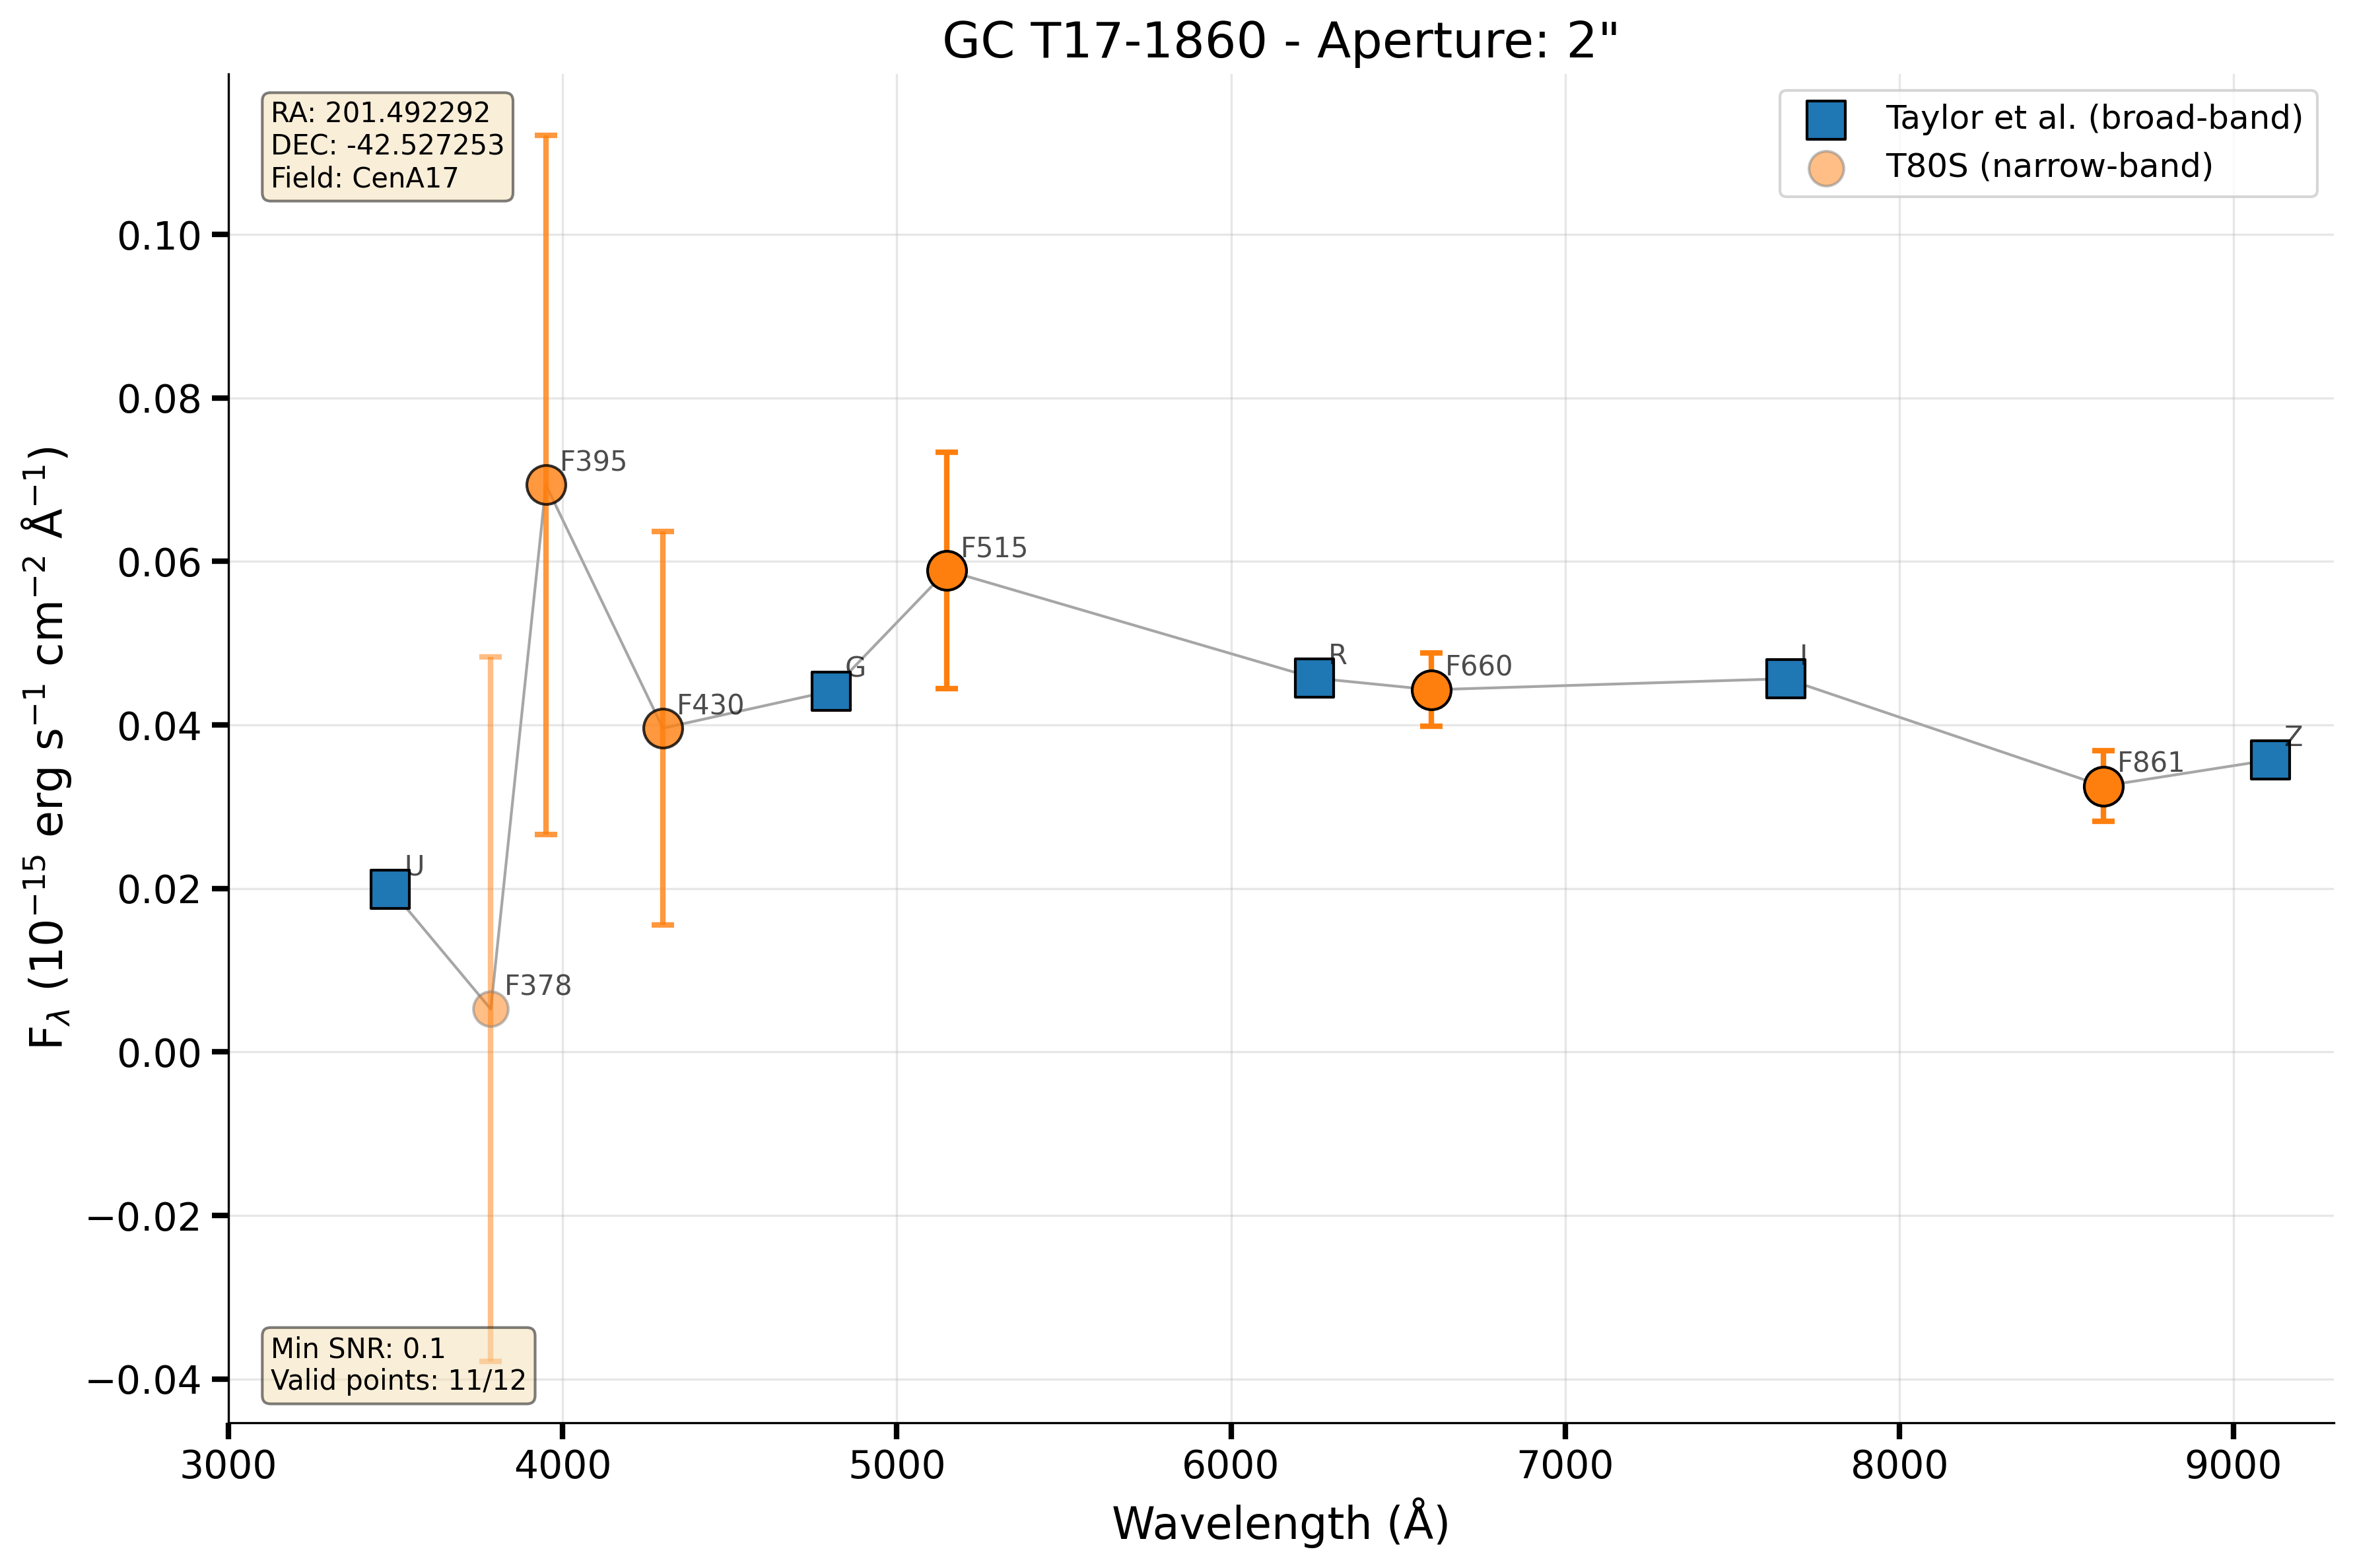 GC T17-1860 - Aperture: 2"
RA: 201.492292
DEC: -42.527253
Field: CenA17
Taylor et al. (broad-band)
T80S (narrow-band)
F_λ (10⁻¹⁵ erg s⁻¹ cm⁻² Å⁻¹)
0.10
0.08
0.06
0.04
0.02
0.00
−0.02
−0.04
U
F378
F395
F430
G
F515
R
F660
I
F861
Z
Min SNR: 0.1
Valid points: 11/12
3000 4000 5000 6000 7000 8000 9000
Wavelength (Å)